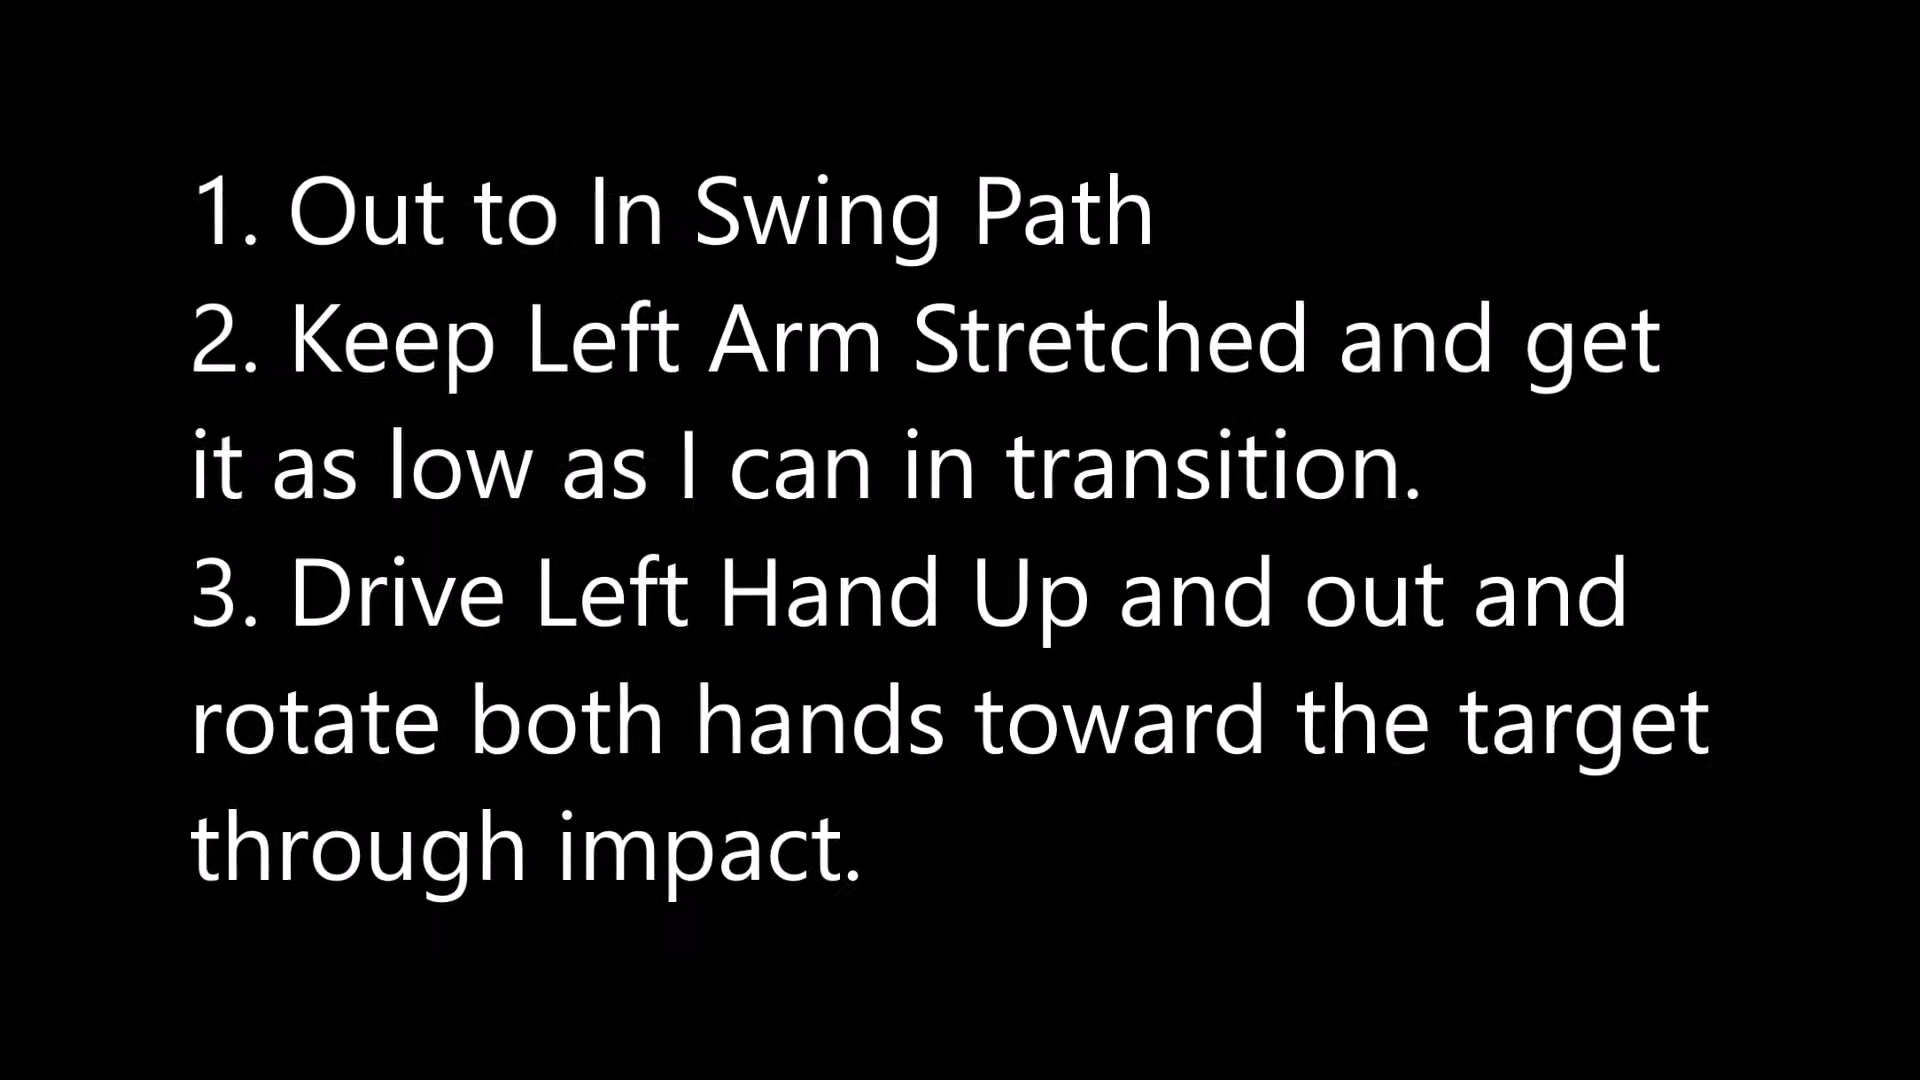 1. Out to In Swing Path
2. Keep Left Arm Stretched and get
it as low as I can in transition.
3. Drive Left Hand Up and out and
rotate both hands toward the target
through impact.